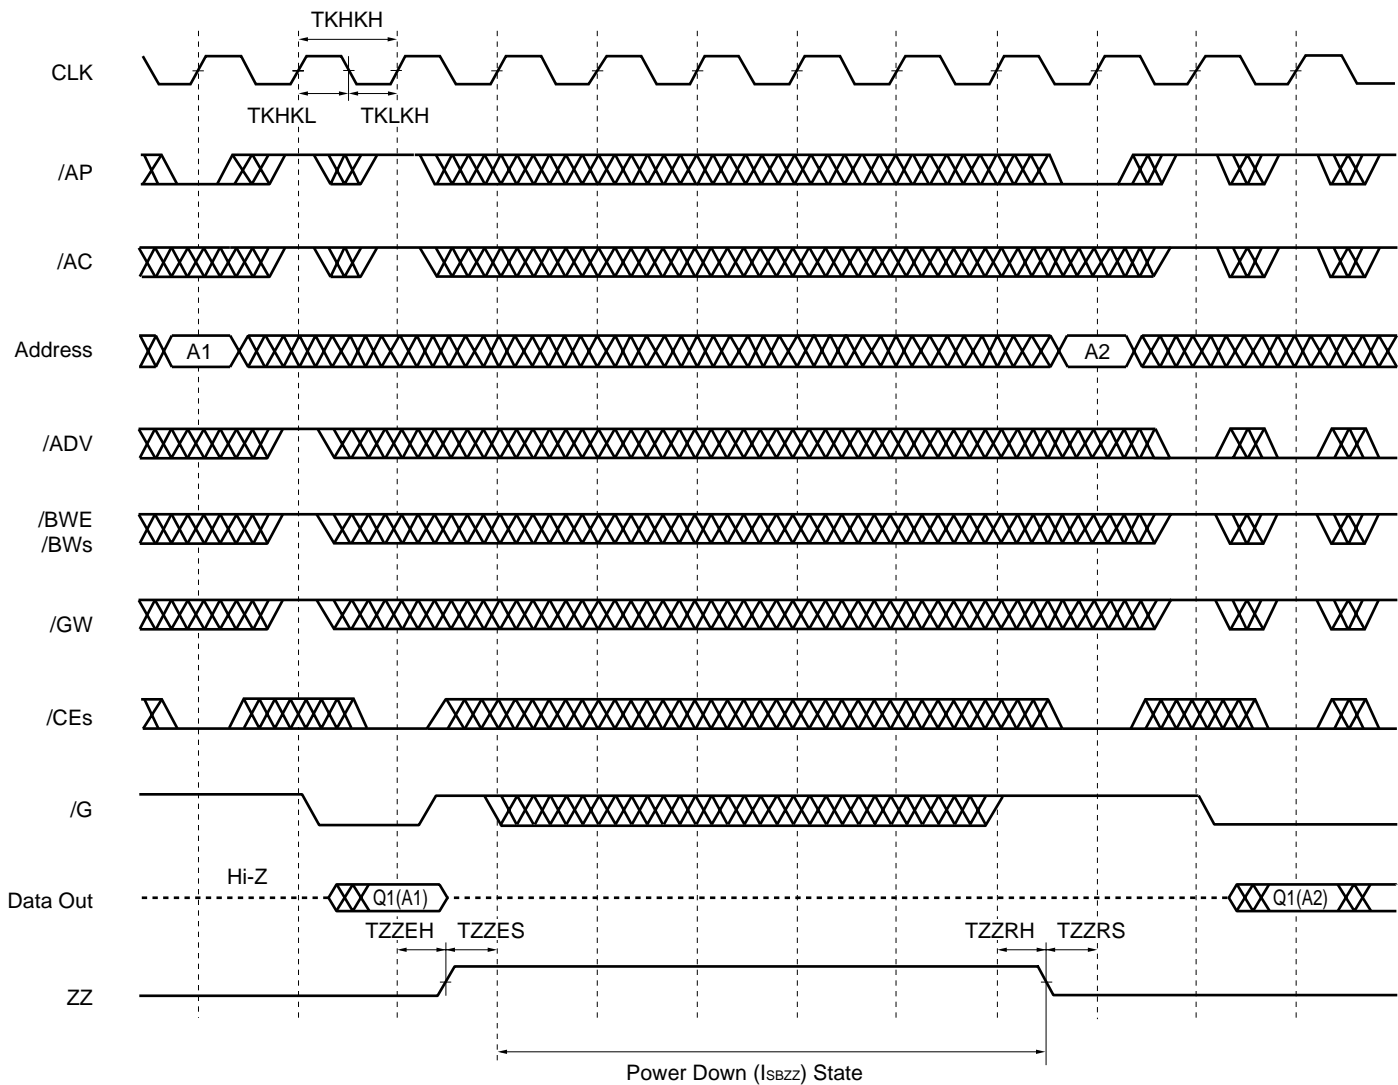 TKHKH
CLK
TKHKL
TKLKH
/AP
/AC
Address
A1
A2
/ADV
/BWE
/BWs
/GW
/CEs
/G
Hi-Z
Data Out
Q1(A1)
Q1(A2)
TZZEH
TZZES
TZZRH
TZZRS
ZZ
Power Down (ISBZZ) State